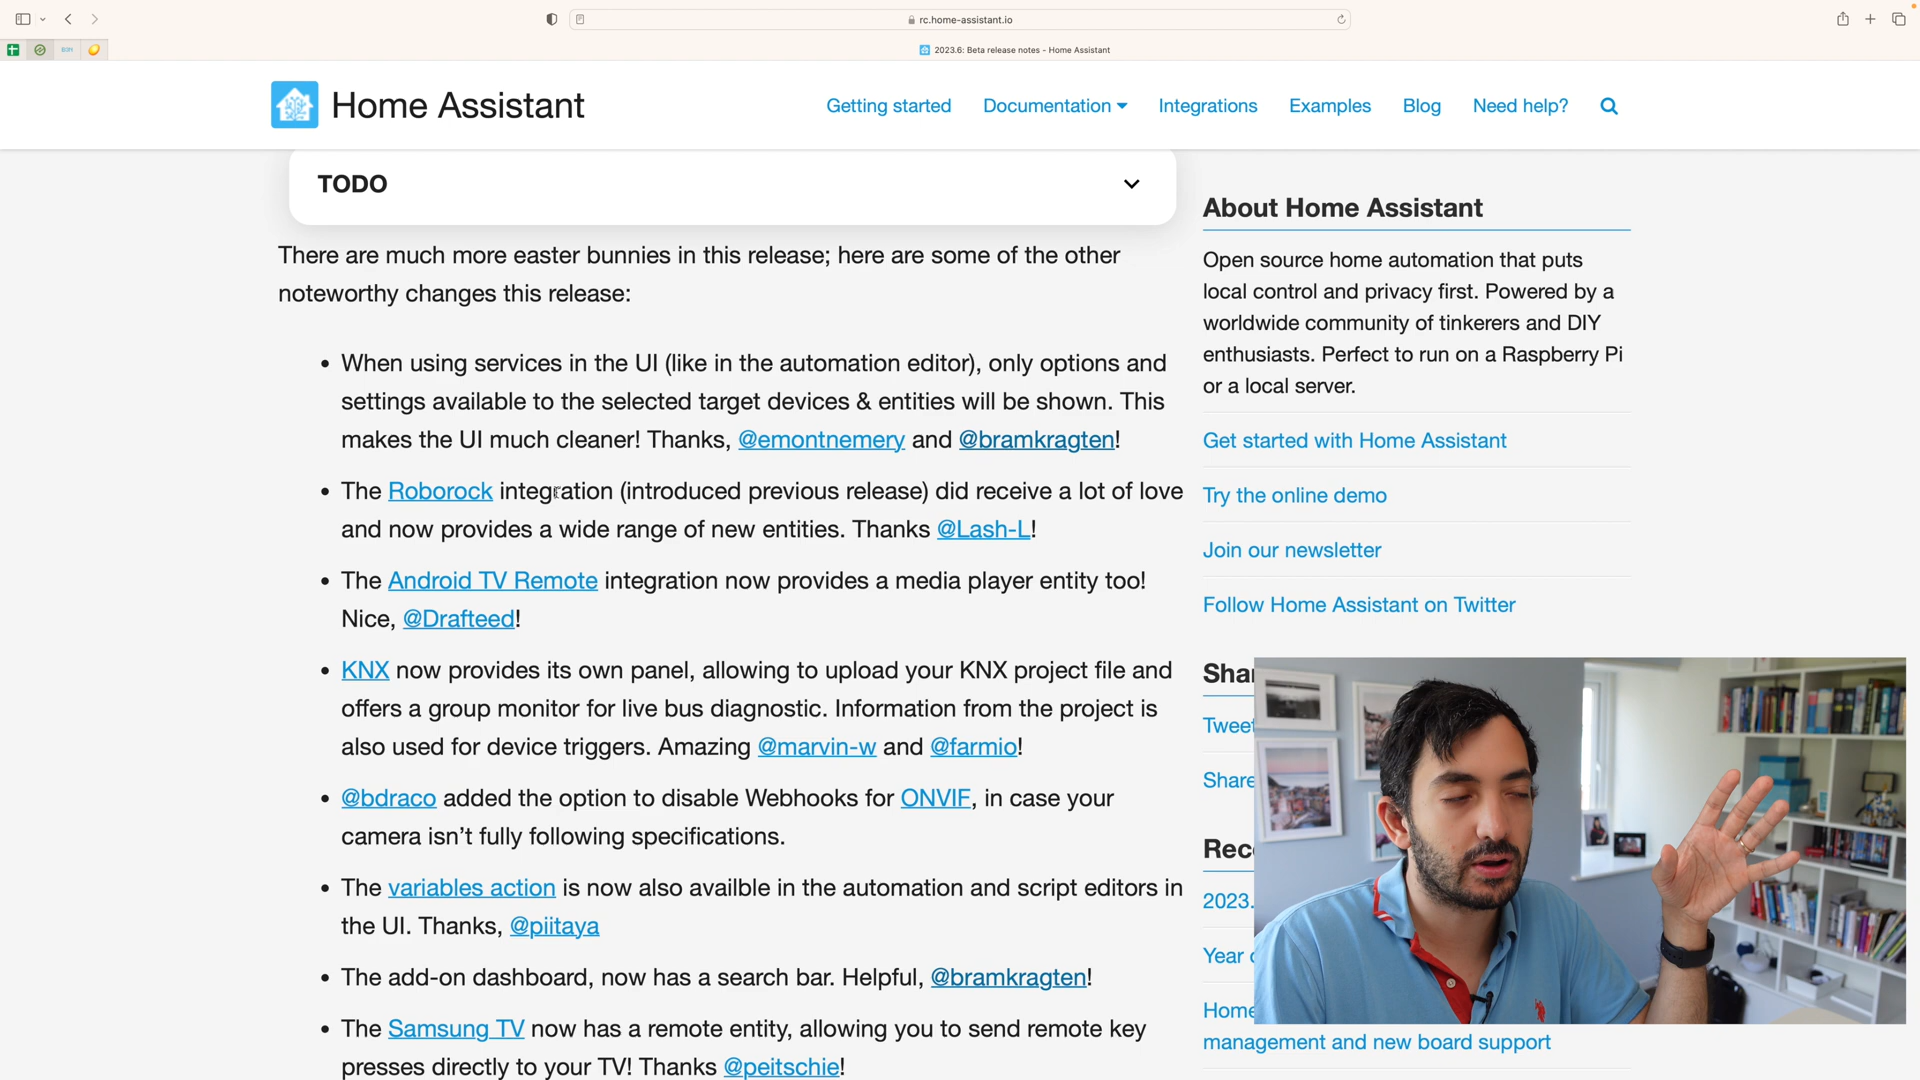 rc.home-assistant.io
2023.6: Beta release notes - Home Assistant
Home Assistant
Getting started
Documentation
Integrations
Examples
Blog
Need help?
TODO
There are much more easter bunnies in this release; here are some of the other
noteworthy changes this release:
• When using services in the UI (like in the automation editor), only options and
settings available to the selected target devices & entities will be shown. This
makes the UI much cleaner! Thanks, @emontnemery and @bramkragten!
• The Roborock integration (introduced previous release) did receive a lot of love
and now provides a wide range of new entities. Thanks @Lash-L!
• The Android TV Remote integration now provides a media player entity too!
Nice, @Drafteed!
• KNX now provides its own panel, allowing to upload your KNX project file and
offers a group monitor for live bus diagnostic. Information from the project is
also used for device triggers. Amazing @marvin-w and @farmio!
• @bdraco added the option to disable Webhooks for ONVIF, in case your
camera isn’t fully following specifications.
• The variables action is now also availble in the automation and script editors in
the UI. Thanks, @piitaya
• The add-on dashboard, now has a search bar. Helpful, @bramkragten!
• The Samsung TV now has a remote entity, allowing you to send remote key
presses directly to your TV! Thanks @peitschie!
About Home Assistant
Open source home automation that puts
local control and privacy first. Powered by a
worldwide community of tinkerers and DIY
enthusiasts. Perfect to run on a Raspberry Pi
or a local server.
Get started with Home Assistant
Try the online demo
Join our newsletter
Follow Home Assistant on Twitter
Shar
Tweet
Share
Rec
2023.
Year
Home
management and new board support